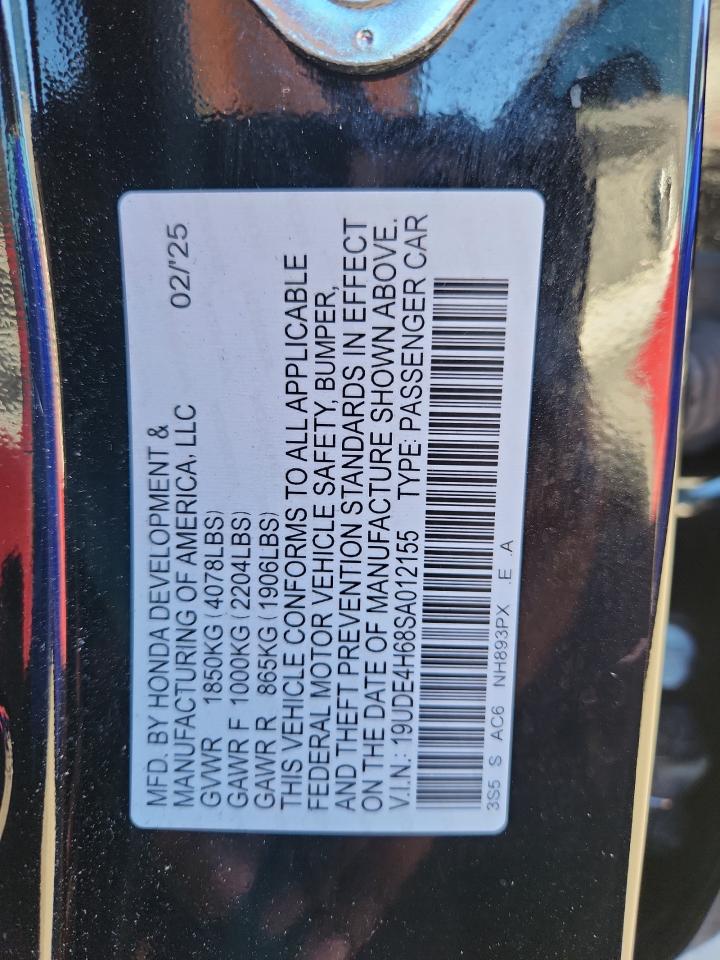 MFD. BY HONDA DEVELOPMENT &
MANUFACTURING OF AMERICA, LLC 02/'25
GVWR 1850KG (4078LBS)
GAWR F 1000KG (2204LBS)
GAWR R 865KG (1906LBS)
THIS VEHICLE CONFORMS TO ALL APPLICABLE
FEDERAL MOTOR VEHICLE SAFETY, BUMPER,
AND THEFT PREVENTION STANDARDS IN EFFECT
ON THE DATE OF MANUFACTURE SHOWN ABOVE.
V.I.N.: 19UDE4H68SA012155 TYPE: PASSENGER CAR
3S5 S AC6 NH893PX .E .A